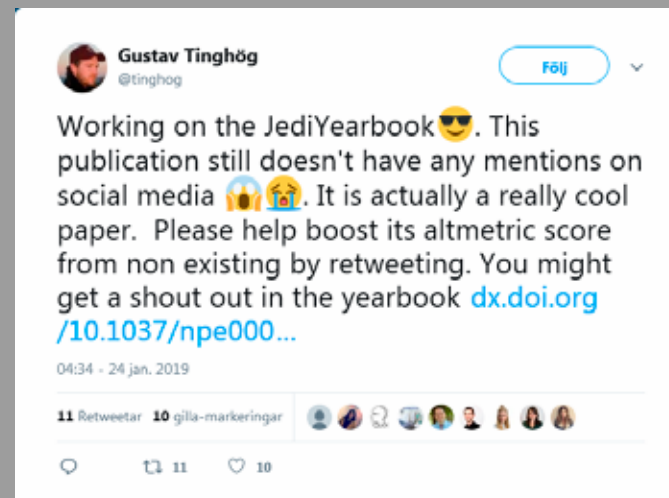 Gustav Tinghög
@tinghog
Följ
Working on the JediYearbook😎. This
publication still doesn't have any mentions on
social media 😱😭. It is actually a really cool
paper. Please help boost its altmetric score
from non existing by retweeting. You might
get a shout out in the yearbook dx.doi.org
/10.1037/npe000...
04:34 - 24 jan. 2019
11 Retweetar 10 gilla-markeringar
11 10